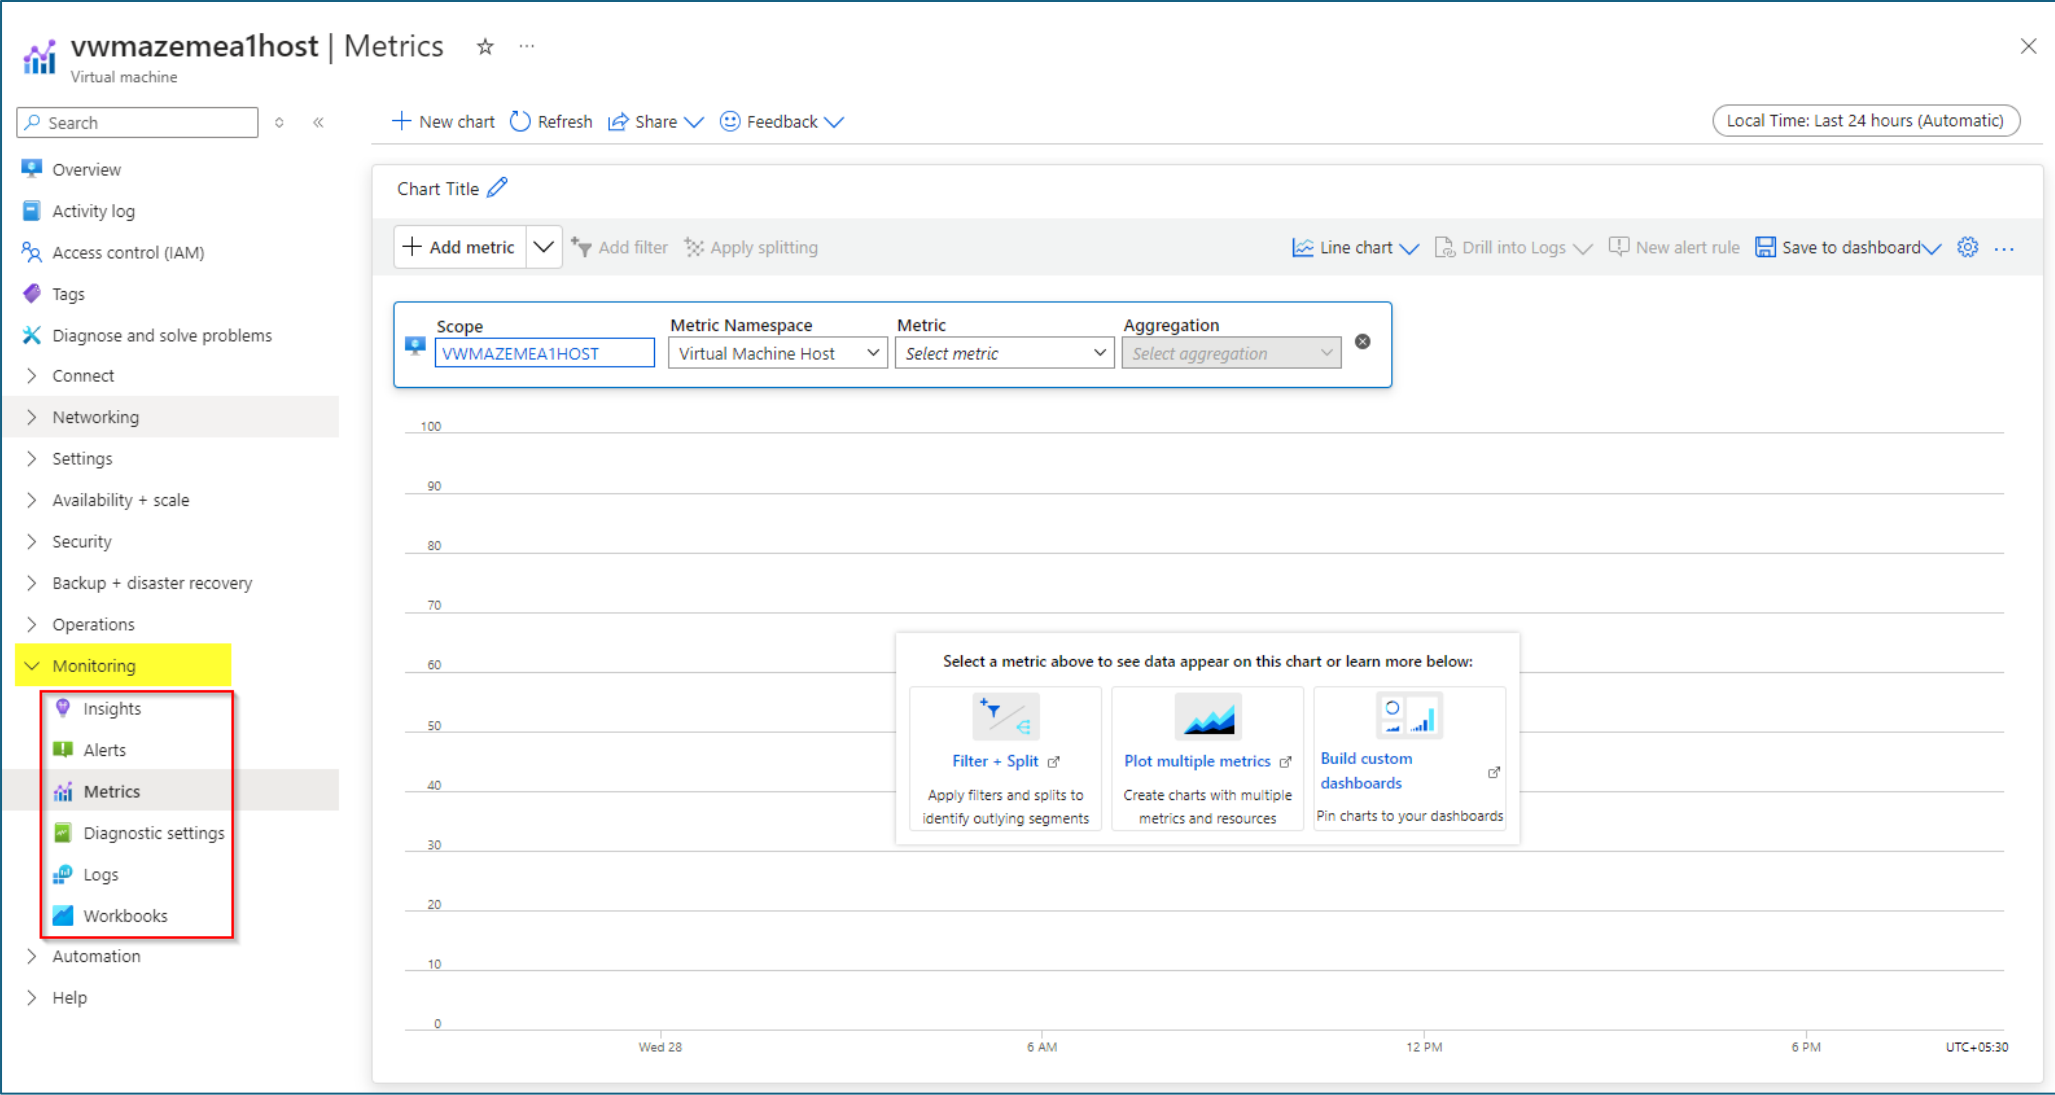 vwmazemea1host | Metrics
Virtual machine
Search
Overview
Activity log
Access control (IAM)
Tags
Diagnose and solve problems
Connect
Networking
Settings
Availability + scale
Security
Backup + disaster recovery
Operations
Monitoring
Insights
Alerts
Metrics
Diagnostic settings
Logs
Workbooks
Automation
Help
New chart Refresh Share Feedback Local Time: Last 24 hours (Automatic)
Chart Title
Add metric Add filter Apply splitting Line chart Drill into Logs New alert rule Save to dashboard
Scope Metric Namespace Metric Aggregation
VWMAZEMEA1HOST Virtual Machine Host Select metric Select aggregation
100
90
80
70
60
50
40
30
20
10
0
Select a metric above to see data appear on this chart or learn more below:
Filter + Split
Apply filters and splits to
identify outlying segments
Plot multiple metrics
Create charts with multiple
metrics and resources
Build custom
dashboards
Pin charts to your dashboards
Wed 28 6 AM 12 PM 6 PM UTC+05:30